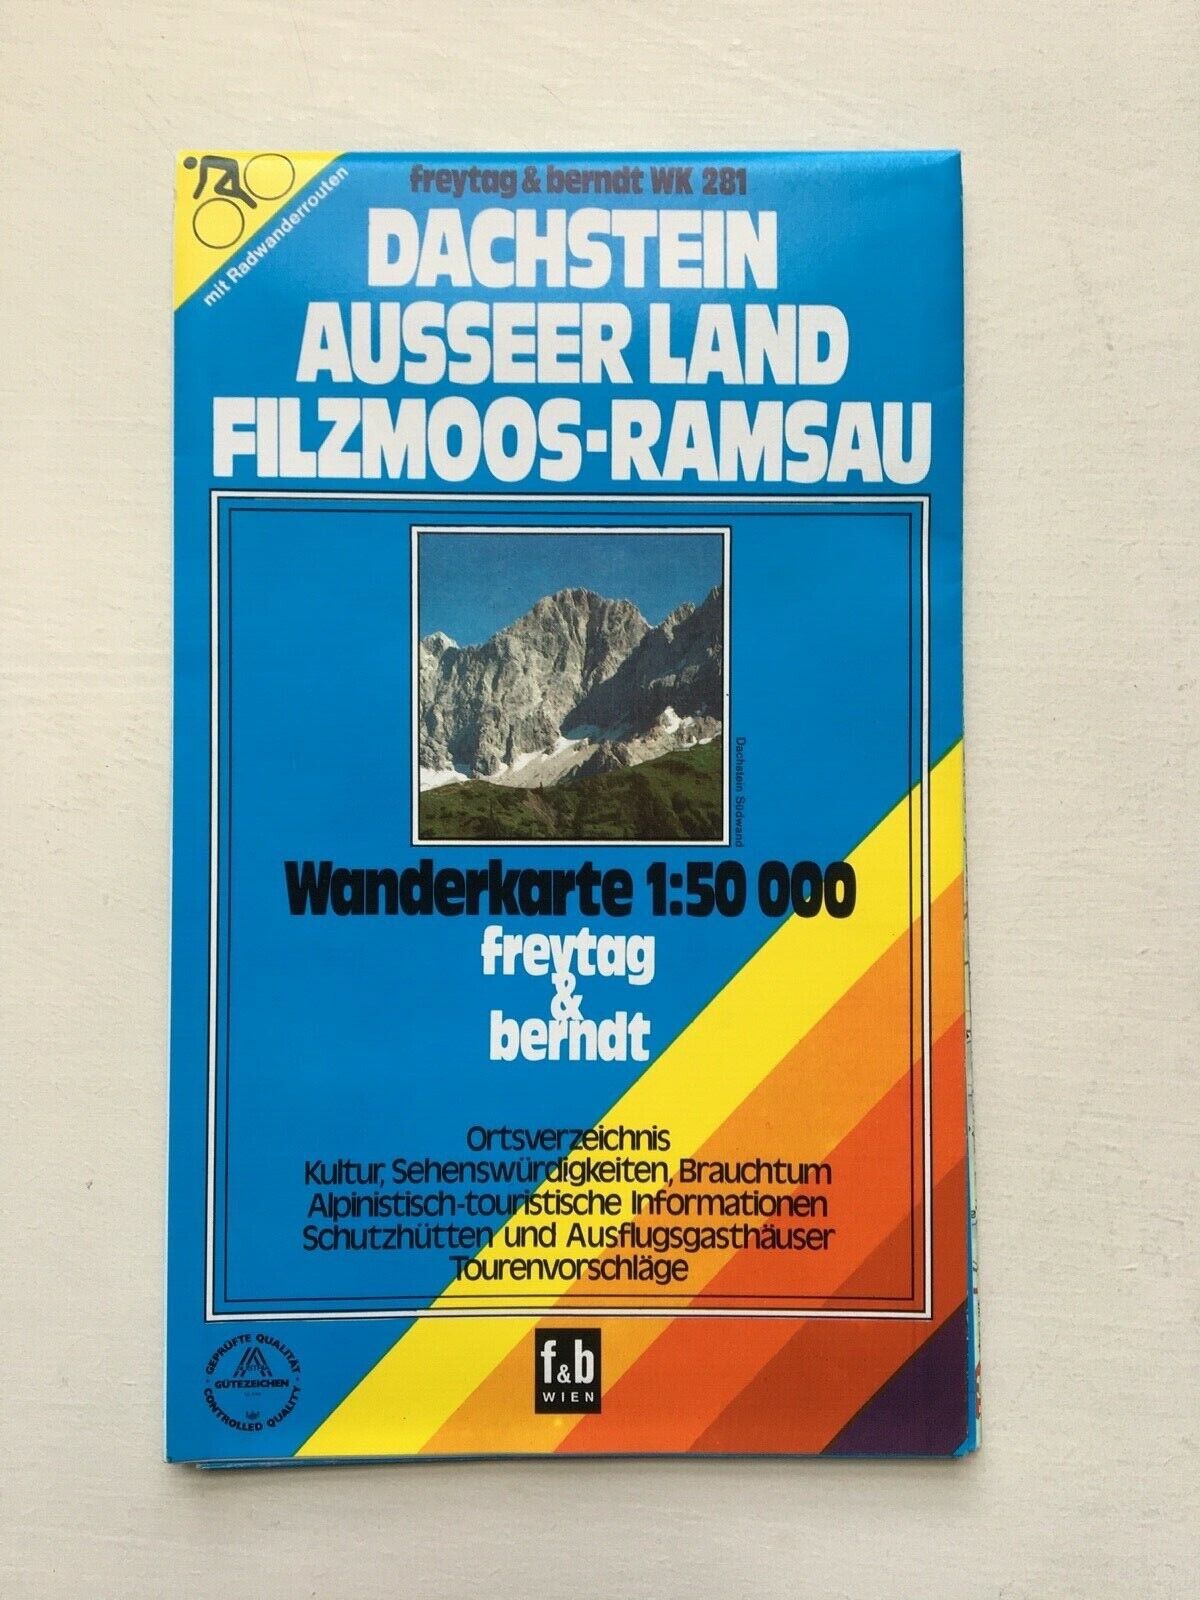 mit Radwanderrouten
freytag & berndt WK 281
DACHSTEIN
AUSSEER LAND
FILZMOOS-RAMSAU
Dachstein Südwand
Wanderkarte 1:50 000
freytag
&
berndt
Ortsverzeichnis
Kultur, Sehenswürdigkeiten, Brauchtum
Alpinistisch-touristische Informationen
Schutzhütten und Ausflugsgasthäuser
Tourenvorschläge
GEPRÜFTE QUALITÄT
GÜTEZEICHEN
CONTROLLED QUALITY
f&b
WIEN